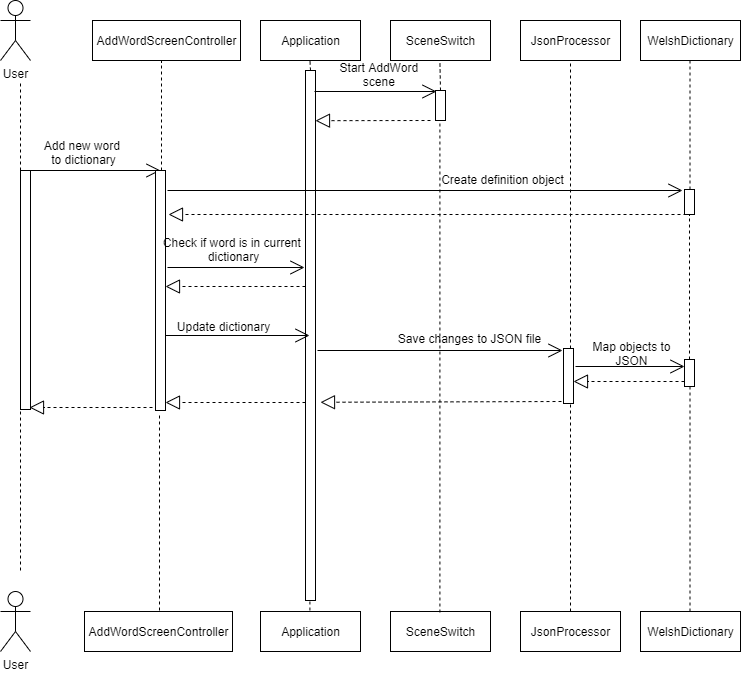 User
AddWordScreenController
Application
SceneSwitch
JsonProcessor
WelshDictionary
Start AddWord
scene
Add new word
to dictionary
Create definition object
Check if word is in current
dictionary
Update dictionary
Save changes to JSON file
Map objects to
JSON
User
AddWordScreenController
Application
SceneSwitch
JsonProcessor
WelshDictionary